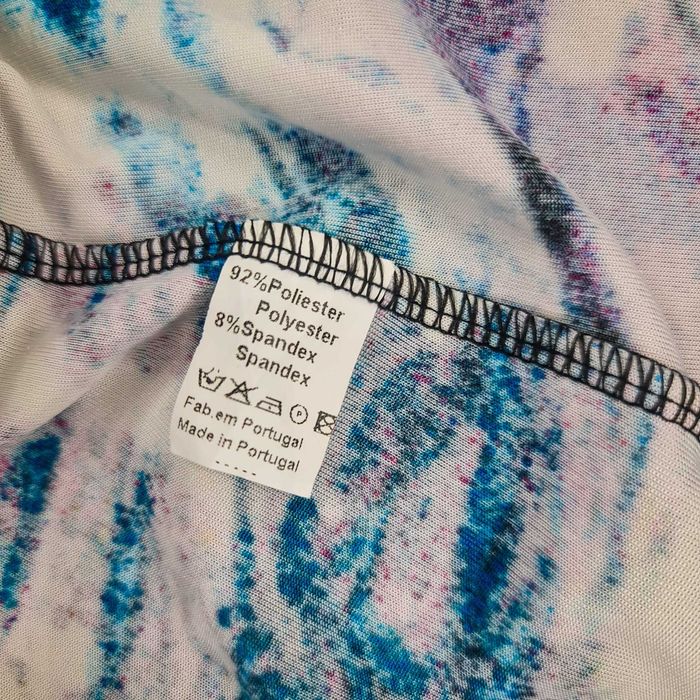 92%Poliester
Polyester
8%Spandex
Spandex
P
Fab.em Portugal
Made in Portugal
-----